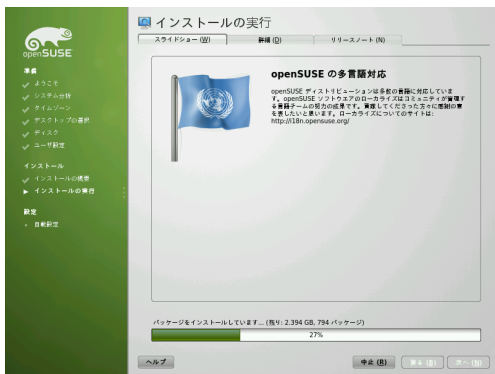 openSUSE
準備
ようこそ
システム分析
タイムゾーン
デスクトップの選択
ディスク
ユーザ設定
インストール
インストールの概要
インストールの実行
設定
自動設定
インストールの実行
スライドショー (W)
詳細 (D)
リリースノート (N)
openSUSE の多言語対応
openSUSE ディストリビューションは多数の言語に対応していま
す。openSUSE ソフトウエアのローカライズはコミュニティが管理す
る言語チームの努力の成果です。貢献してくださった方々に感謝の意
を表したいと思います。ローカライズについてのサイトは:
http://i18n.opensuse.org/
パッケージをインストールしています... (残り: 2.394 GB, 794 パッケージ)
27%
ヘルプ
中止 (R)
戻る (B)
次へ (N)